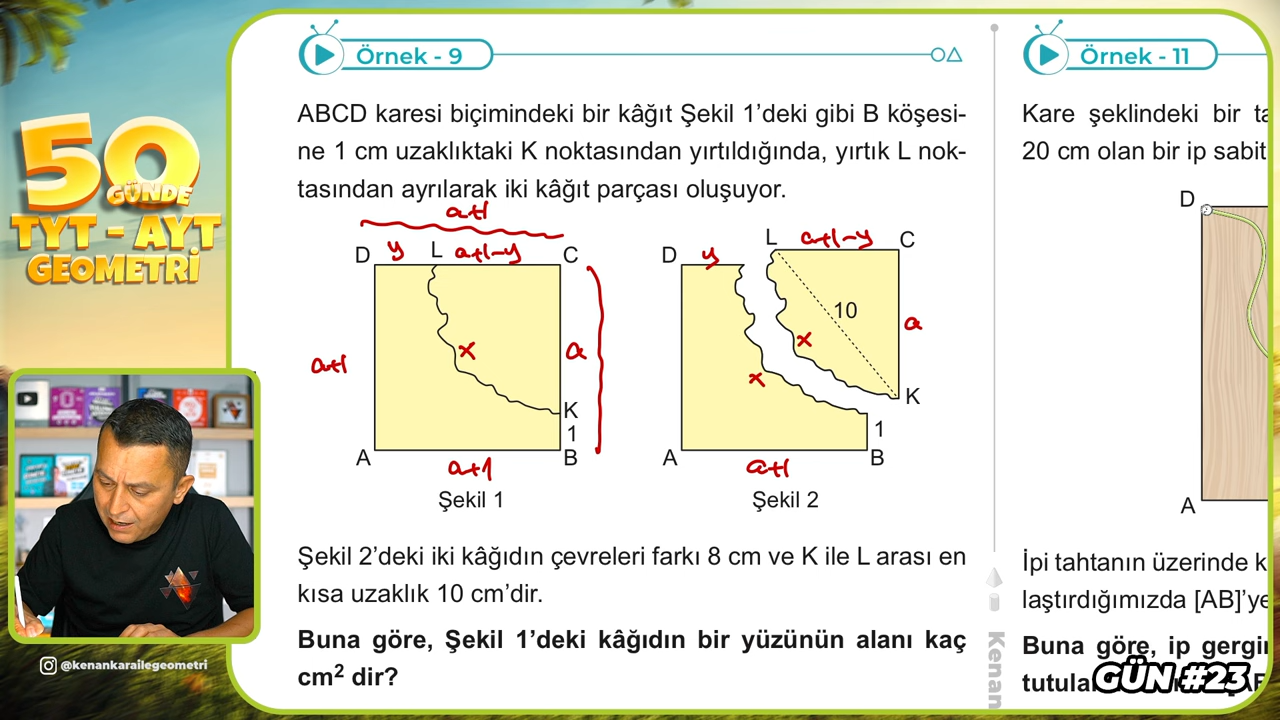 50
GÜNDE
TYT - AYT
GEOMETRİ
@kenankarailegeometri
Örnek - 9
ABCD karesi biçimindeki bir kâğıt Şekil 1'deki gibi B köşesi-
ne 1 cm uzaklıktaki K noktasından yırtıldığında, yırtık L nok-
tasından ayrılarak iki kâğıt parçası oluşuyor.
a+1
D y L a+1-y C
a+1
x
a
K
1
A a+1 B
Şekil 1
D y
L a+1-y C
10
a
x
x
K
1
A a+1 B
Şekil 2
Şekil 2'deki iki kâğıdın çevreleri farkı 8 cm ve K ile L arası en
kısa uzaklık 10 cm'dir.
Buna göre, Şekil 1'deki kâğıdın bir yüzünün alanı kaç
cm² dir?
Kenan
Örnek - 11
Kare şeklindeki bir ta
20 cm olan bir ip sabit
D
A
İpi tahtanın üzerinde k
laştırdığımızda [AB]'ye
Buna göre, ip gergin
tutula
GÜN #23